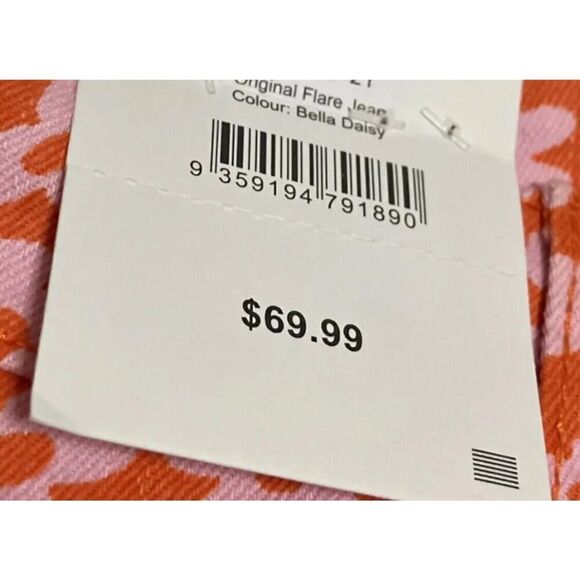 Original Flare Jean
Colour: Bella Daisy
9 359194 791890
$69.99